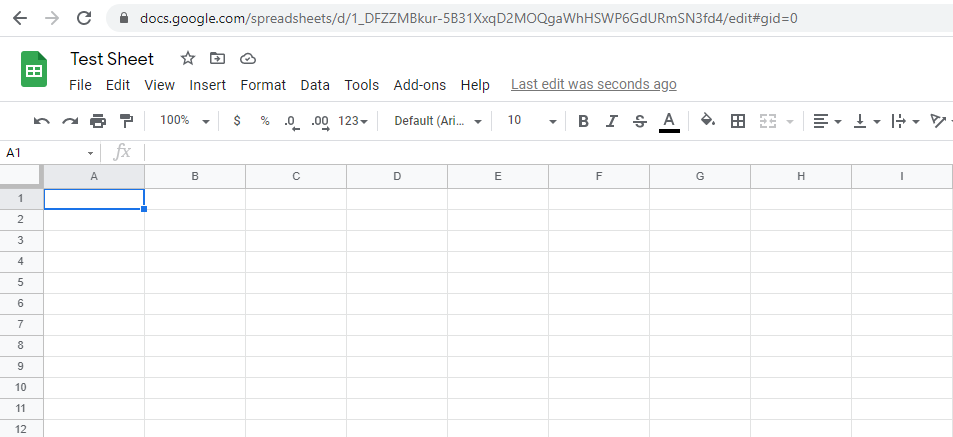 docs.google.com/spreadsheets/d/1_DFZZMBkur-5B31XxqD2MOQgaWhHSWP6GdURmSN3fd4/edit#gid=0
Test Sheet
File Edit View Insert Format Data Tools Add-ons Help Last edit was seconds ago
100% $ % .0 .00 123 Default (Ari... 10 B I S A
A1 fx
A B C D E F G H I
1
2
3
4
5
6
7
8
9
10
11
12